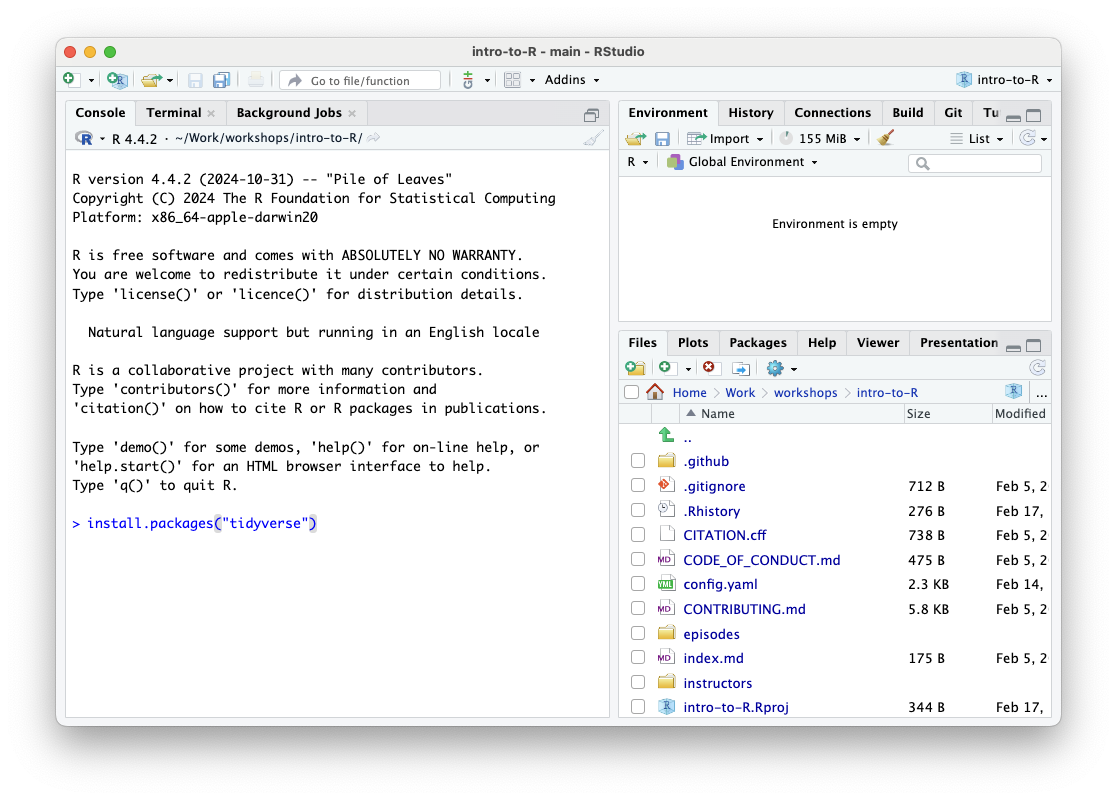 intro-to-R - main - RStudio
Go to file/function
Addins
intro-to-R
Console Terminal Background Jobs
R 4.4.2 · ~/Work/workshops/intro-to-R/
R version 4.4.2 (2024-10-31) -- "Pile of Leaves"
Copyright (C) 2024 The R Foundation for Statistical Computing
Platform: x86_64-apple-darwin20
R is free software and comes with ABSOLUTELY NO WARRANTY.
You are welcome to redistribute it under certain conditions.
Type 'license()' or 'licence()' for distribution details.
Natural language support but running in an English locale
R is a collaborative project with many contributors.
Type 'contributors()' for more information and
'citation()' on how to cite R or R packages in publications.
Type 'demo()' for some demos, 'help()' for on-line help, or
'help.start()' for an HTML browser interface to help.
Type 'q()' to quit R.
> install.packages("tidyverse")
Environment History Connections Build Git Tu
Import 155 MiB List
R Global Environment
Environment is empty
Files Plots Packages Help Viewer Presentation
Home > Work > workshops > intro-to-R ...
Name Size Modified
..
.github
.gitignore 712 B Feb 5, 2
.Rhistory 276 B Feb 17,
CITATION.cff 738 B Feb 5, 2
CODE_OF_CONDUCT.md 475 B Feb 5, 2
config.yaml 2.3 KB Feb 14,
CONTRIBUTING.md 5.8 KB Feb 5, 2
episodes
index.md 175 B Feb 5, 2
instructors
intro-to-R.Rproj 344 B Feb 17,